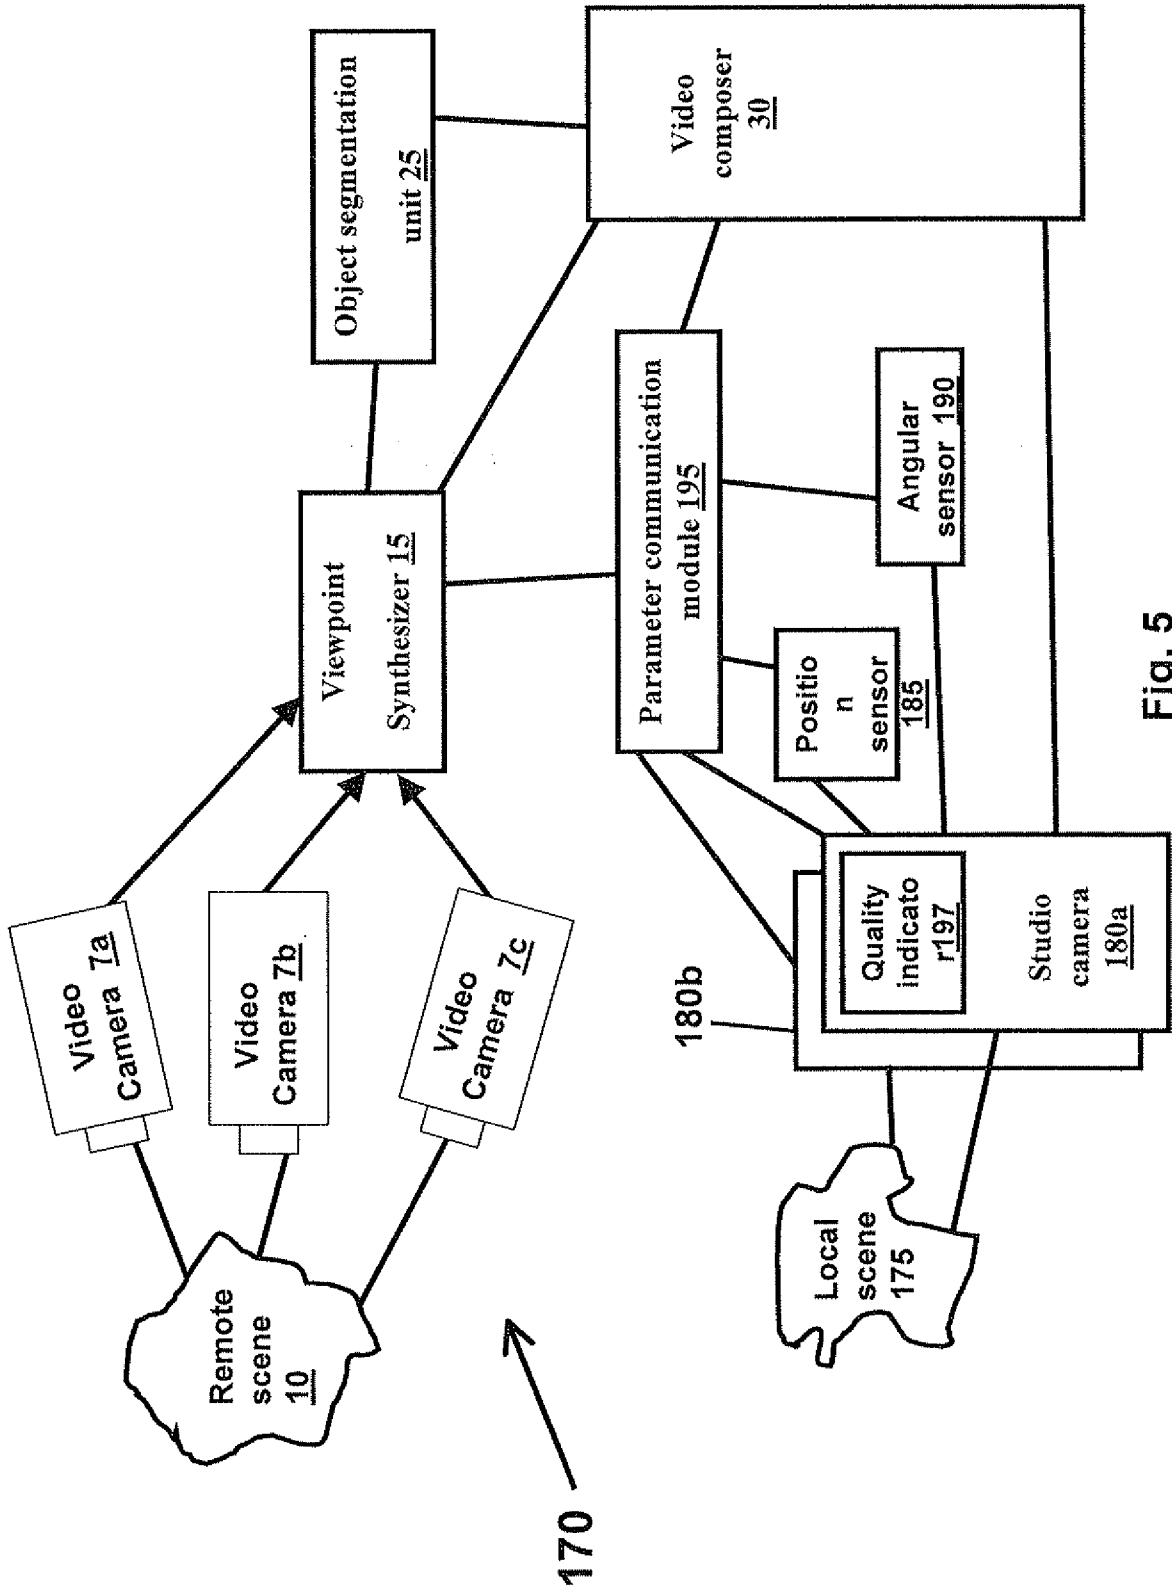 Remote
scene
10
Video
Camera 7a
Video
Camera 7b
Video
Camera 7c
Viewpoint
Synthesizer 15
Object segmentation
unit 25
170
Local
scene
175
180b
Quality
indicato
r197
Studio
camera
180a
Positio
n
sensor
185
Parameter communication
module 195
Angular
sensor 190
Video
composer
30
Fig. 5